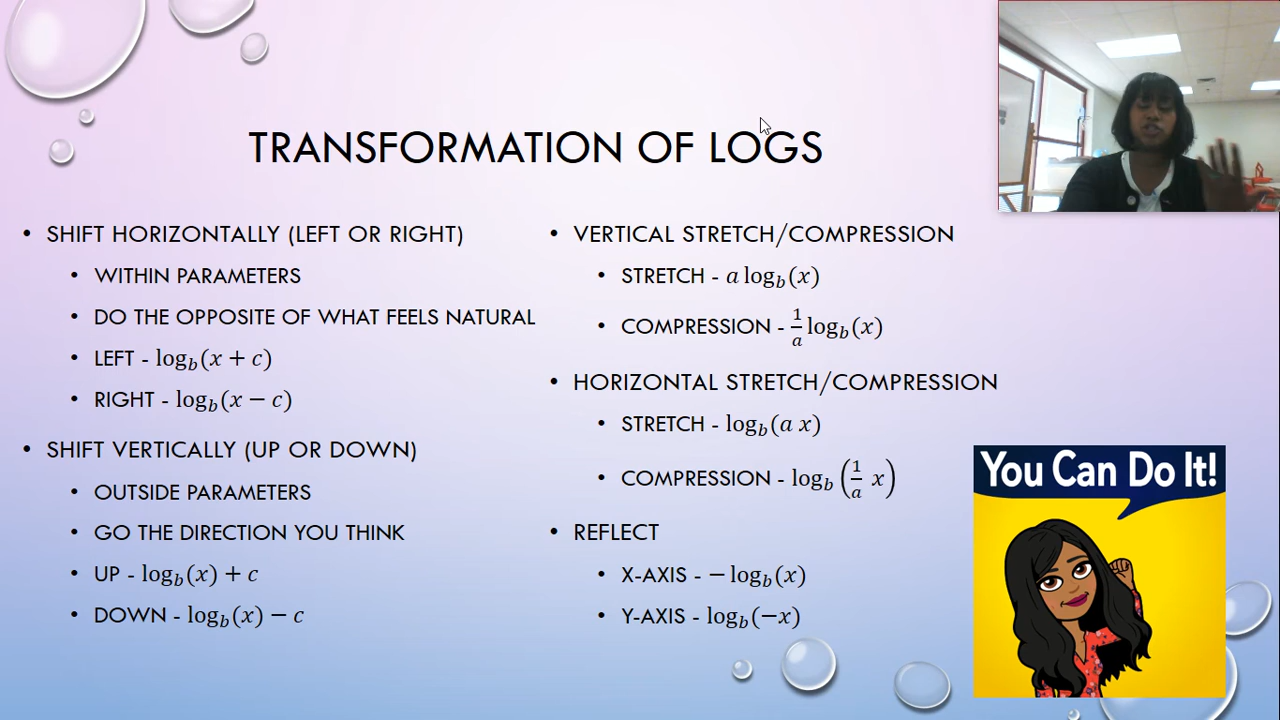 TRANSFORMATION OF LOGS
• SHIFT HORIZONTALLY (LEFT OR RIGHT)
• WITHIN PARAMETERS
• DO THE OPPOSITE OF WHAT FEELS NATURAL
• LEFT - log_b(x + c)
• RIGHT - log_b(x − c)
• SHIFT VERTICALLY (UP OR DOWN)
• OUTSIDE PARAMETERS
• GO THE DIRECTION YOU THINK
• UP - log_b(x) + c
• DOWN - log_b(x) − c
• VERTICAL STRETCH/COMPRESSION
• STRETCH - a log_b(x)
• COMPRESSION - 1/a log_b(x)
• HORIZONTAL STRETCH/COMPRESSION
• STRETCH - log_b(a x)
• COMPRESSION - log_b(1/a x)
• REFLECT
• X-AXIS - − log_b(x)
• Y-AXIS - log_b(−x)
You Can Do It!